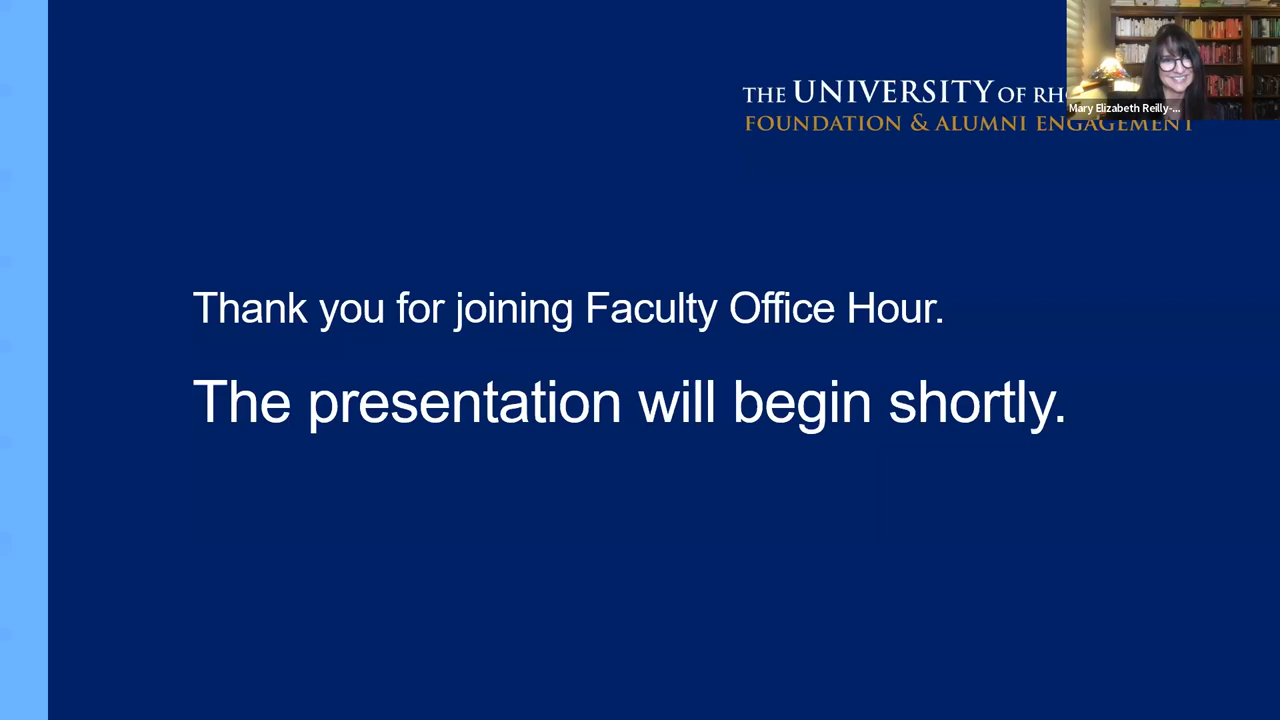 THE UNIVERSITY OF RH
FOUNDATION & ALUMNI ENGAGEMENT
Mary Elizabeth Reilly-...
Thank you for joining Faculty Office Hour.
The presentation will begin shortly.